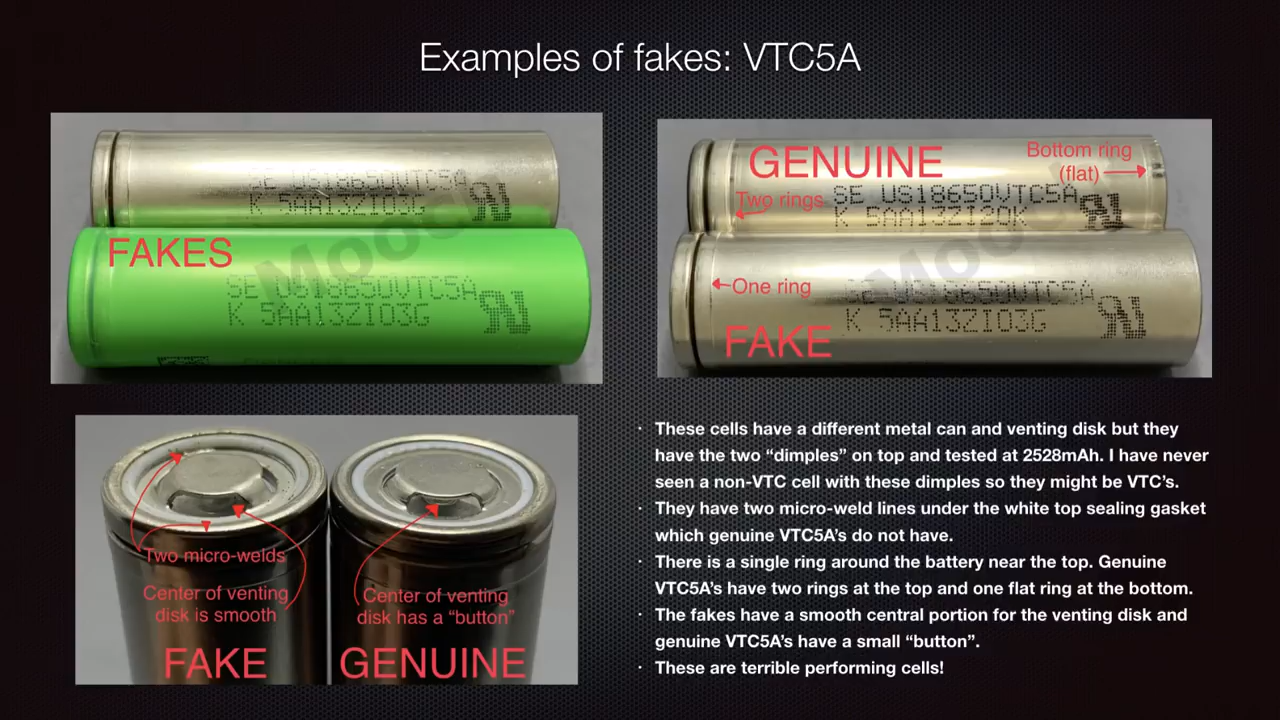 Examples of fakes: VTC5A
SE US18650VTC5A
K 5AA13ZI03G
FAKES
SE US18650VTC5A
K 5AA13ZI03G
Mooch
GENUINE
Bottom ring
(flat)
Two rings
SE US18650VTC5A
K 5AA13ZI20K
One ring
SE US18650VTC5A
K 5AA13ZI03G
FAKE
Mooch
Two micro-welds
Center of venting
disk is smooth
FAKE
Center of venting
disk has a “button”
GENUINE
· These cells have a different metal can and venting disk but they
have the two “dimples” on top and tested at 2528mAh. I have never
seen a non-VTC cell with these dimples so they might be VTC’s.
· They have two micro-weld lines under the white top sealing gasket
which genuine VTC5A’s do not have.
· There is a single ring around the battery near the top. Genuine
VTC5A’s have two rings at the top and one flat ring at the bottom.
· The fakes have a smooth central portion for the venting disk and
genuine VTC5A’s have a small “button”.
· These are terrible performing cells!